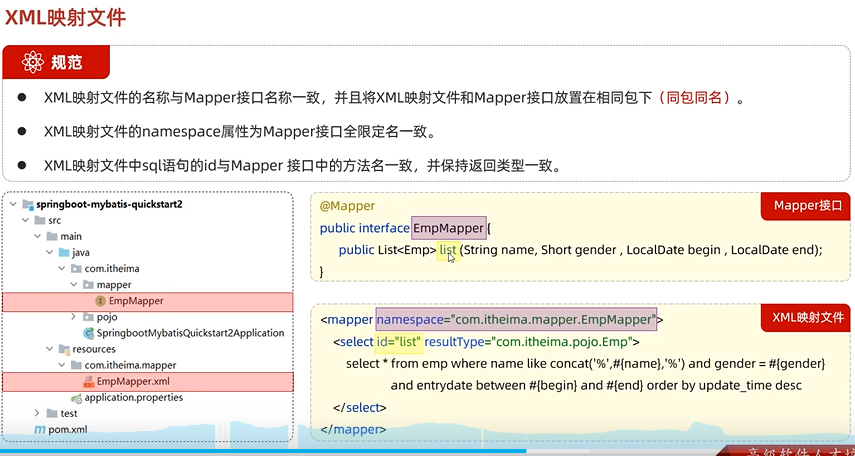 XML映射文件
规范
XML映射文件的名称与Mapper接口名称一致，并且将XML映射文件和Mapper接口放置在相同包下（同包同名）。
XML映射文件的namespace属性为Mapper接口全限定名一致。
XML映射文件中sql语句的id与Mapper 接口中的方法名一致，并保持返回类型一致。
springboot-mybatis-quickstart2
src
main
java
com.itheima
mapper
EmpMapper
pojo
SpringbootMybatisQuickstart2Application
resources
com.itheima.mapper
EmpMapper.xml
application.properties
test
pom.xml
Mapper接口
@Mapper
public interface EmpMapper{
public List<Emp> list (String name, Short gender , LocalDate begin , LocalDate end);
}
XML映射文件
<mapper namespace="com.itheima.mapper.EmpMapper">
<select id="list" resultType="com.itheima.pojo.Emp">
select * from emp where name like concat('%',#{name},'%') and gender = #{gender}
and entrydate between #{begin} and #{end} order by update_time desc
</select>
</mapper>
高级软件人才培